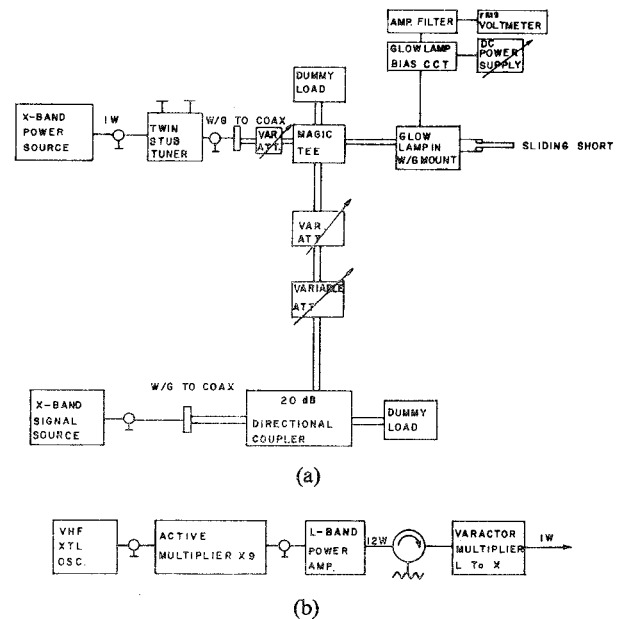 AMP. FILTER
rms
VOLTMETER
GLOW LAMP
BIAS CCT
DC
POWER
SUPPLY
DUMMY
LOAD
X-BAND
POWER
SOURCE
1W
TWIN
STUB
TUNER
W/G TO COAX
VAR
ATT.
MAGIC
TEE
GLOW
LAMP IN
W/G MOUNT
SLIDING SHORT
VAR.
ATT
VARIABLE
ATT
W/G TO COAX
X-BAND
SIGNAL
SOURCE
20 dB
DIRECTIONAL
COUPLER
DUMMY
LOAD
(a)
VHF
XTL
OSC.
ACTIVE
MULTIPLIER X9
L-BAND
POWER
AMP.
12W
VARACTOR
MULTIPLIER
L To X
1W
(b)